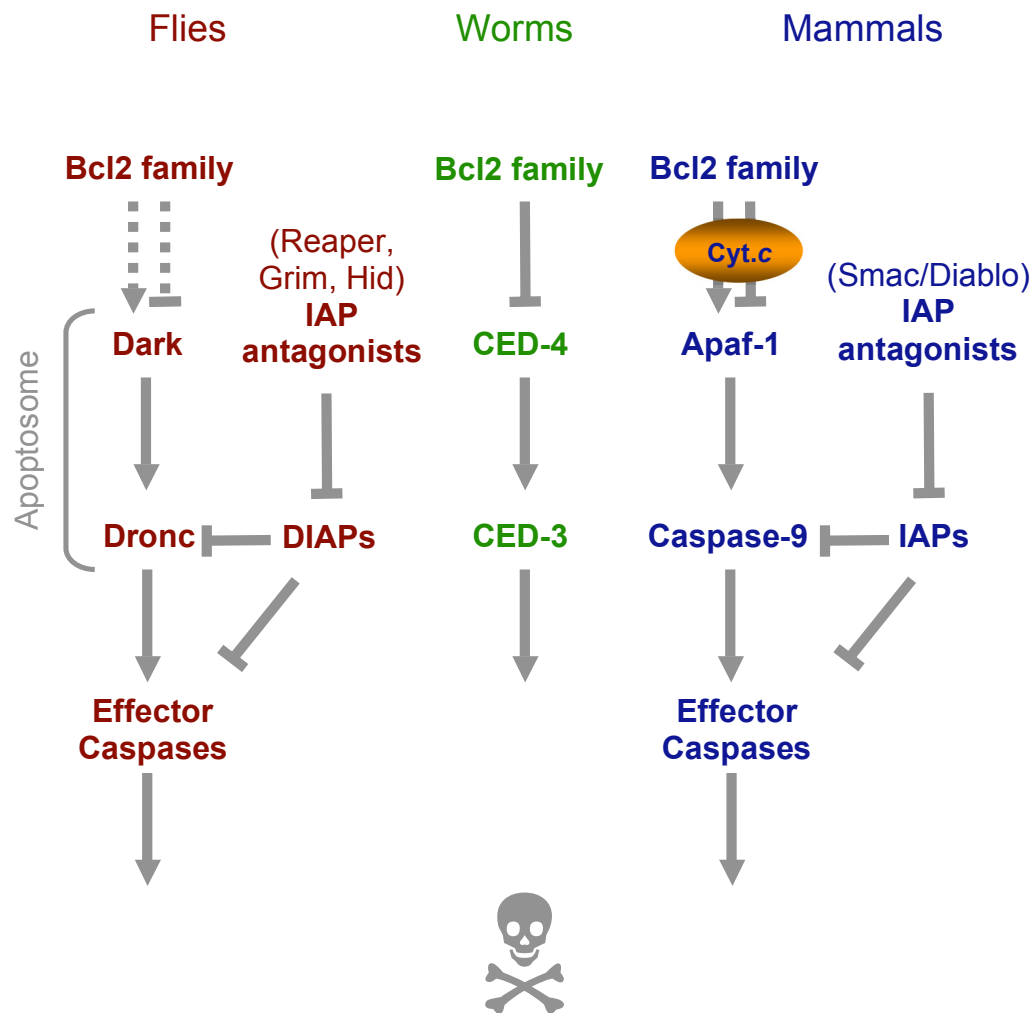 Flies
Worms
Mammals
Bcl2 family
(Reaper,
Grim, Hid)
IAP
antagonists
Apoptosome
Dark
Dronc
DIAPs
Effector
Caspases
Bcl2 family
CED-4
CED-3
Bcl2 family
Cyt.c
(Smac/Diablo)
IAP
antagonists
Apaf-1
Caspase-9
IAPs
Effector
Caspases